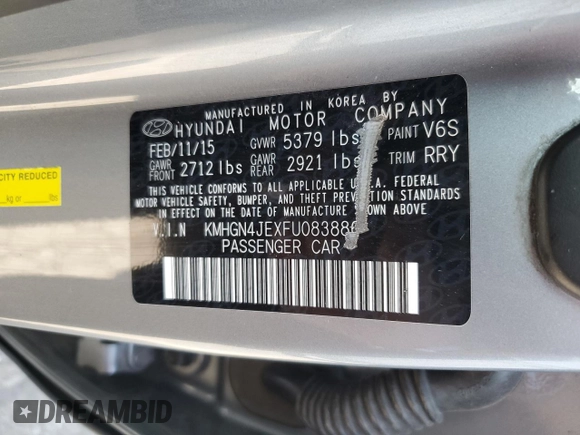 MANUFACTURED IN KOREA BY
HYUNDAI MOTOR COMPANY
FEB/11/15 GVWR 5379 lbs PAINT V6S
GAWR FRONT 2712 lbs GAWR REAR 2921 lbs TRIM RRY
THIS VEHICLE CONFORMS TO ALL APPLICABLE U.S.A. FEDERAL
MOTOR VEHICLE SAFETY, BUMPER, AND THEFT PREVENTION STANDARDS
IN EFFECT ON THE DATE OF MANUFACTURE SHOWN ABOVE.
V.I.N KMHGN4JEXFU083886
PASSENGER CAR
CITY REDUCED
kg or lbs
DREAMBID